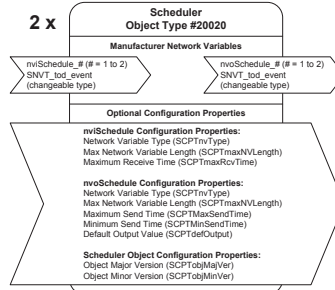 2 x
Scheduler
Object Type #20020
Manufacturer Network Variables
nviSchedule_# (# = 1 to 2)
SNVT_tod_event
(changeable type)
nvoSchedule_# (# = 1 to 2)
SNVT_tod_event
(changeable type)
Optional Configuration Properties
nviSchedule Configuration Properties:
Network Variable Type (SCPTnvType)
Max Network Variable Length (SCPTmaxNVLength)
Maximum Receive Time (SCPTmaxRcvTime)
nvoSchedule Configuration Properties:
Network Variable Type (SCPTnvType)
Max Network Variable Length (SCPTmaxNVLength)
Maximum Send Time (SCPTMaxSendTime)
Minimum Send Time (SCPTMinSendTime)
Default Output Value (SCPTdefOutput)
Scheduler Object Configuration Properties:
Object Major Version (SCPTobjMajVer)
Object Minor Version (SCPTobjMinVer)